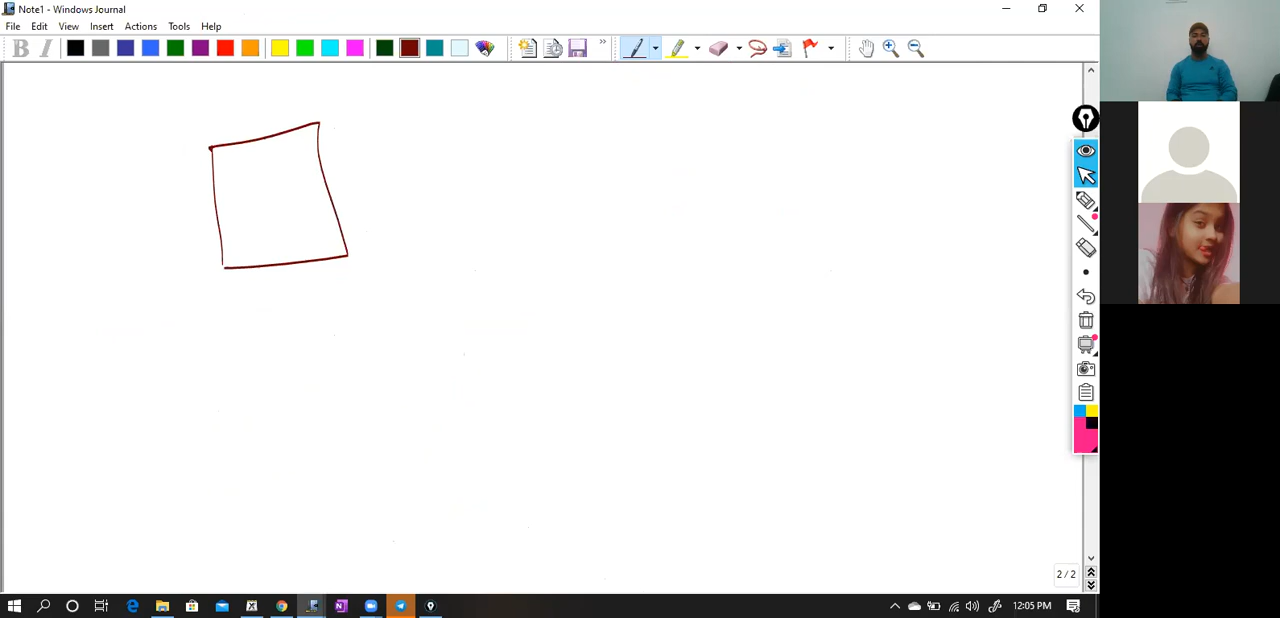 Note1 - Windows Journal
File Edit View Insert Actions Tools Help
B I
2 / 2
12:05 PM